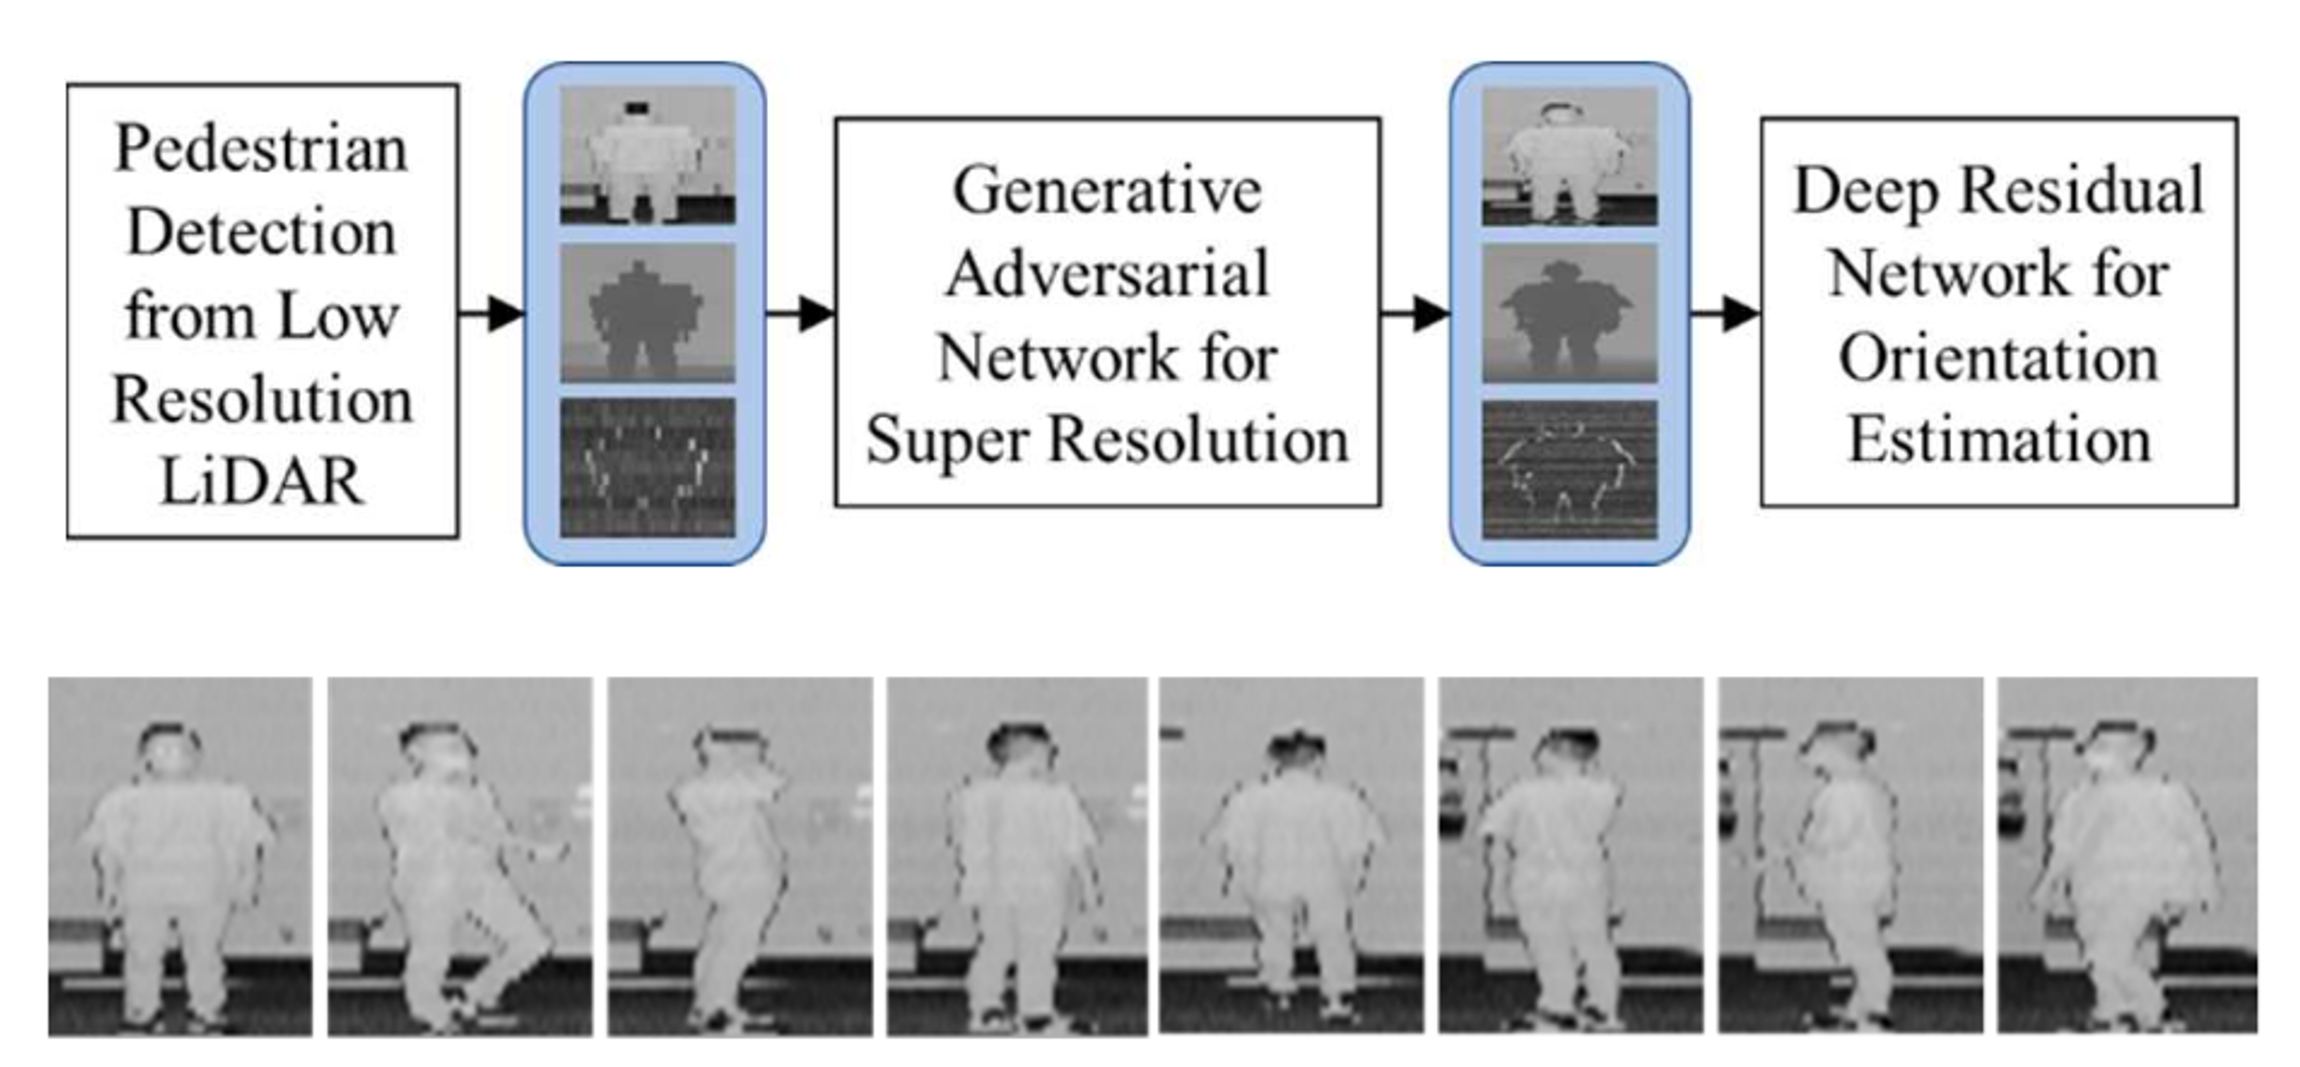 Pedestrian
Detection
from Low
Resolution
LiDAR
Generative
Adversarial
Network for
Super Resolution
Deep Residual
Network for
Orientation
Estimation